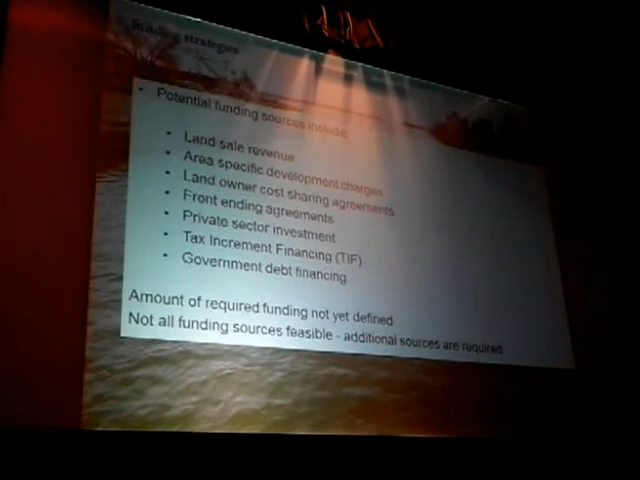 Funding strategies
• Potential funding sources include:
• Land sale revenue
• Area specific development charges
• Land owner cost sharing agreements
• Front ending agreements
• Private sector investment
• Tax Increment Financing (TIF)
• Government debt financing
Amount of required funding not yet defined
Not all funding sources feasible - additional sources are required